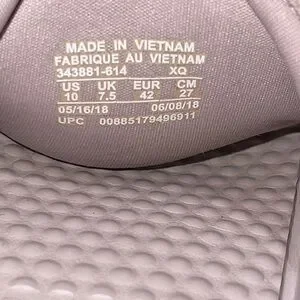 MADE IN VIETNAM
FABRIQUE AU VIETNAM
343881-614 XQ
US UK EUR CM
10 7.5 42 27
05/16/18 06/08/18
UPC 00885179496911